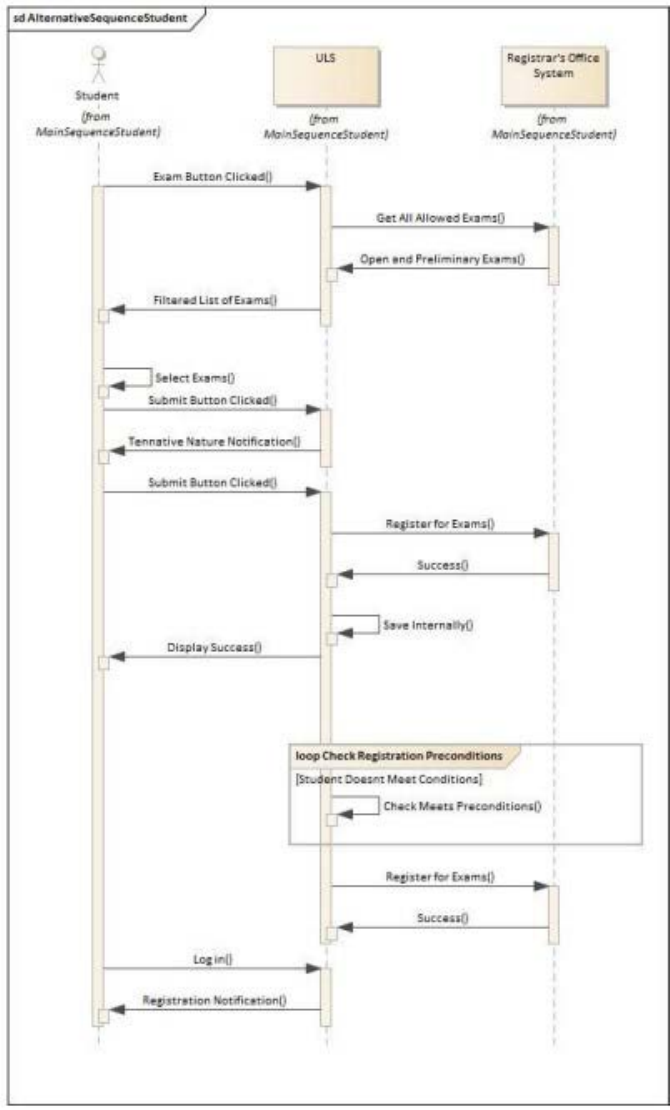 sd AlternativeSequenceStudent
Student
(from
MainSequenceStudent)
ULS
(from
MainSequenceStudent)
Registrar's Office
System
(from
MainSequenceStudent)
Exam Button Clicked()
Get All Allowed Exams()
Open and Preliminary Exams()
Filtered List of Exams()
Select Exams()
Submit Button Clicked()
Tennative Nature Notification()
Submit Button Clicked()
Register for Exams()
Success()
Save Internally()
Display Success()
loop Check Registration Preconditions
[Student Doesnt Meet Conditions]
Check Meets Preconditions()
Register for Exams()
Success()
Log in()
Registration Notification()